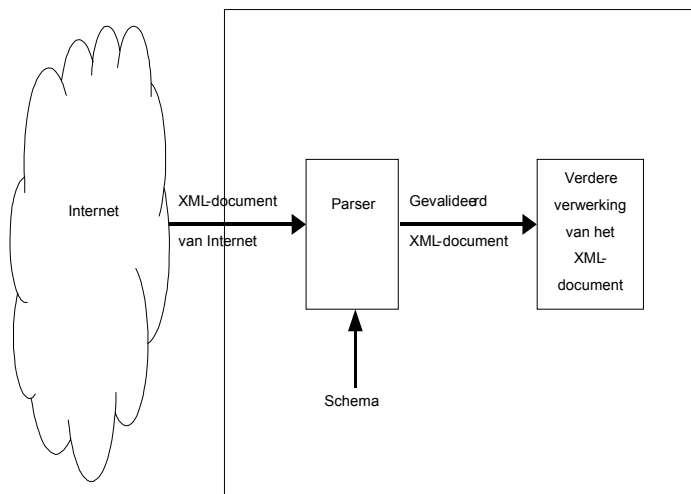 Internet
XML-document
van Internet
Parser
Gevalideerd
XML-document
Verdere
verwerking
van het
XML-
document
Schema